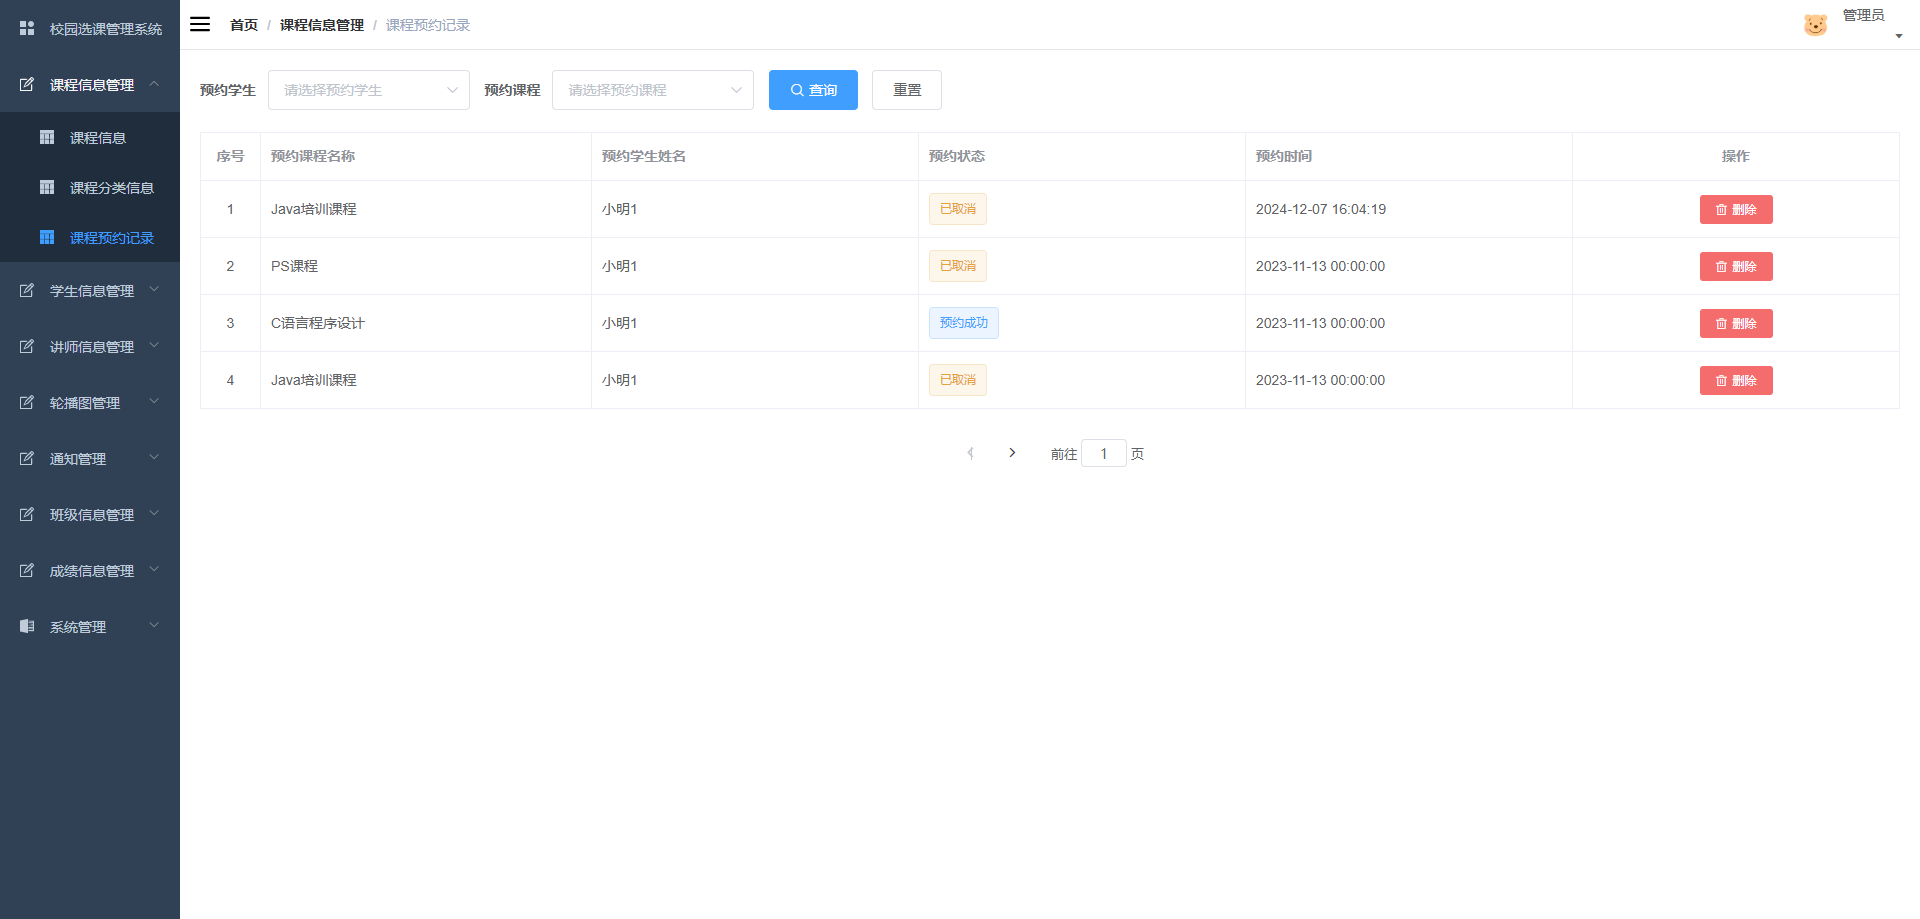 校园选课管理系统
课程信息管理
课程信息
课程分类信息
课程预约记录
学生信息管理
讲师信息管理
轮播图管理
通知管理
班级信息管理
成绩信息管理
系统管理
首页 / 课程信息管理 / 课程预约记录
管理员
预约学生 请选择预约学生 预约课程 请选择预约课程 查询 重置
序号 预约课程名称 预约学生姓名 预约状态 预约时间 操作
1 Java培训课程 小明1 已取消 2024-12-07 16:04:19 删除
2 PS课程 小明1 已取消 2023-11-13 00:00:00 删除
3 C语言程序设计 小明1 预约成功 2023-11-13 00:00:00 删除
4 Java培训课程 小明1 已取消 2023-11-13 00:00:00 删除
前往 1 页